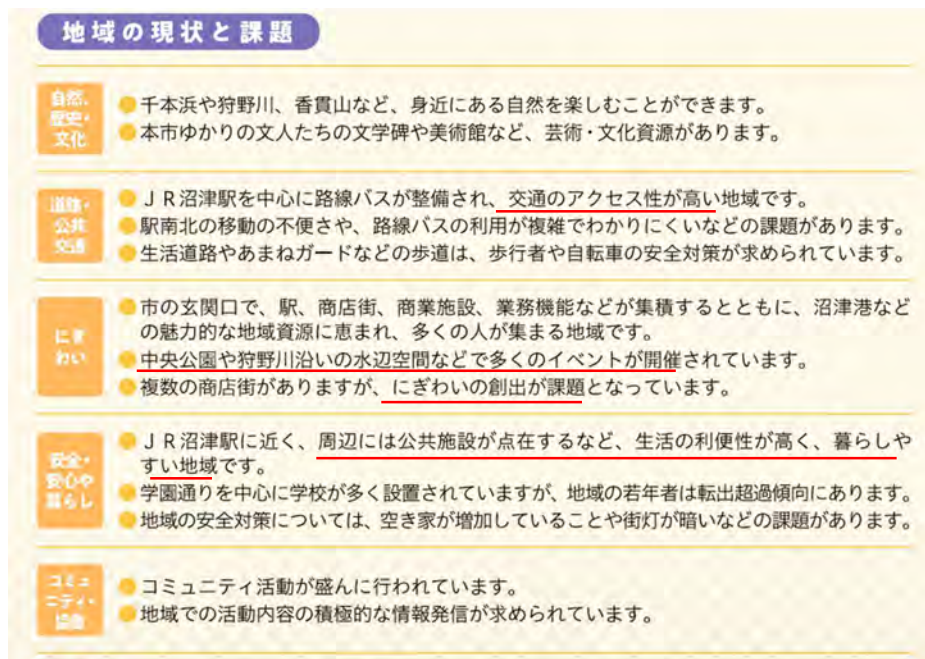 地域の現状と課題
自然・
歴史・
文化
●千本浜や狩野川、香貫山など、身近にある自然を楽しむことができます。
●本市ゆかりの文人たちの文学碑や美術館など、芸術・文化資源があります。
道路・
公共
交通
●ＪＲ沼津駅を中心に路線バスが整備され、交通のアクセス性が高い地域です。
●駅南北の移動の不便さや、路線バスの利用が複雑でわかりにくいなどの課題があります。
●生活道路やあまねガードなどの歩道は、歩行者や自転車の安全対策が求められています。
にぎ
わい
●市の玄関口で、駅、商店街、商業施設、業務機能などが集積するとともに、沼津港など
の魅力的な地域資源に恵まれ、多くの人が集まる地域です。
●中央公園や狩野川沿いの水辺空間などで多くのイベントが開催されています。
●複数の商店街がありますが、にぎわいの創出が課題となっています。
安全・
安心や
暮らし
●ＪＲ沼津駅に近く、周辺には公共施設が点在するなど、生活の利便性が高く、暮らしや
すい地域です。
●学園通りを中心に学校が多く設置されていますが、地域の若年者は転出超過傾向にあります。
●地域の安全対策については、空き家が増加していることや街灯が暗いなどの課題があります。
コミュ
ニティ・
協働
●コミュニティ活動が盛んに行われています。
●地域での活動内容の積極的な情報発信が求められています。